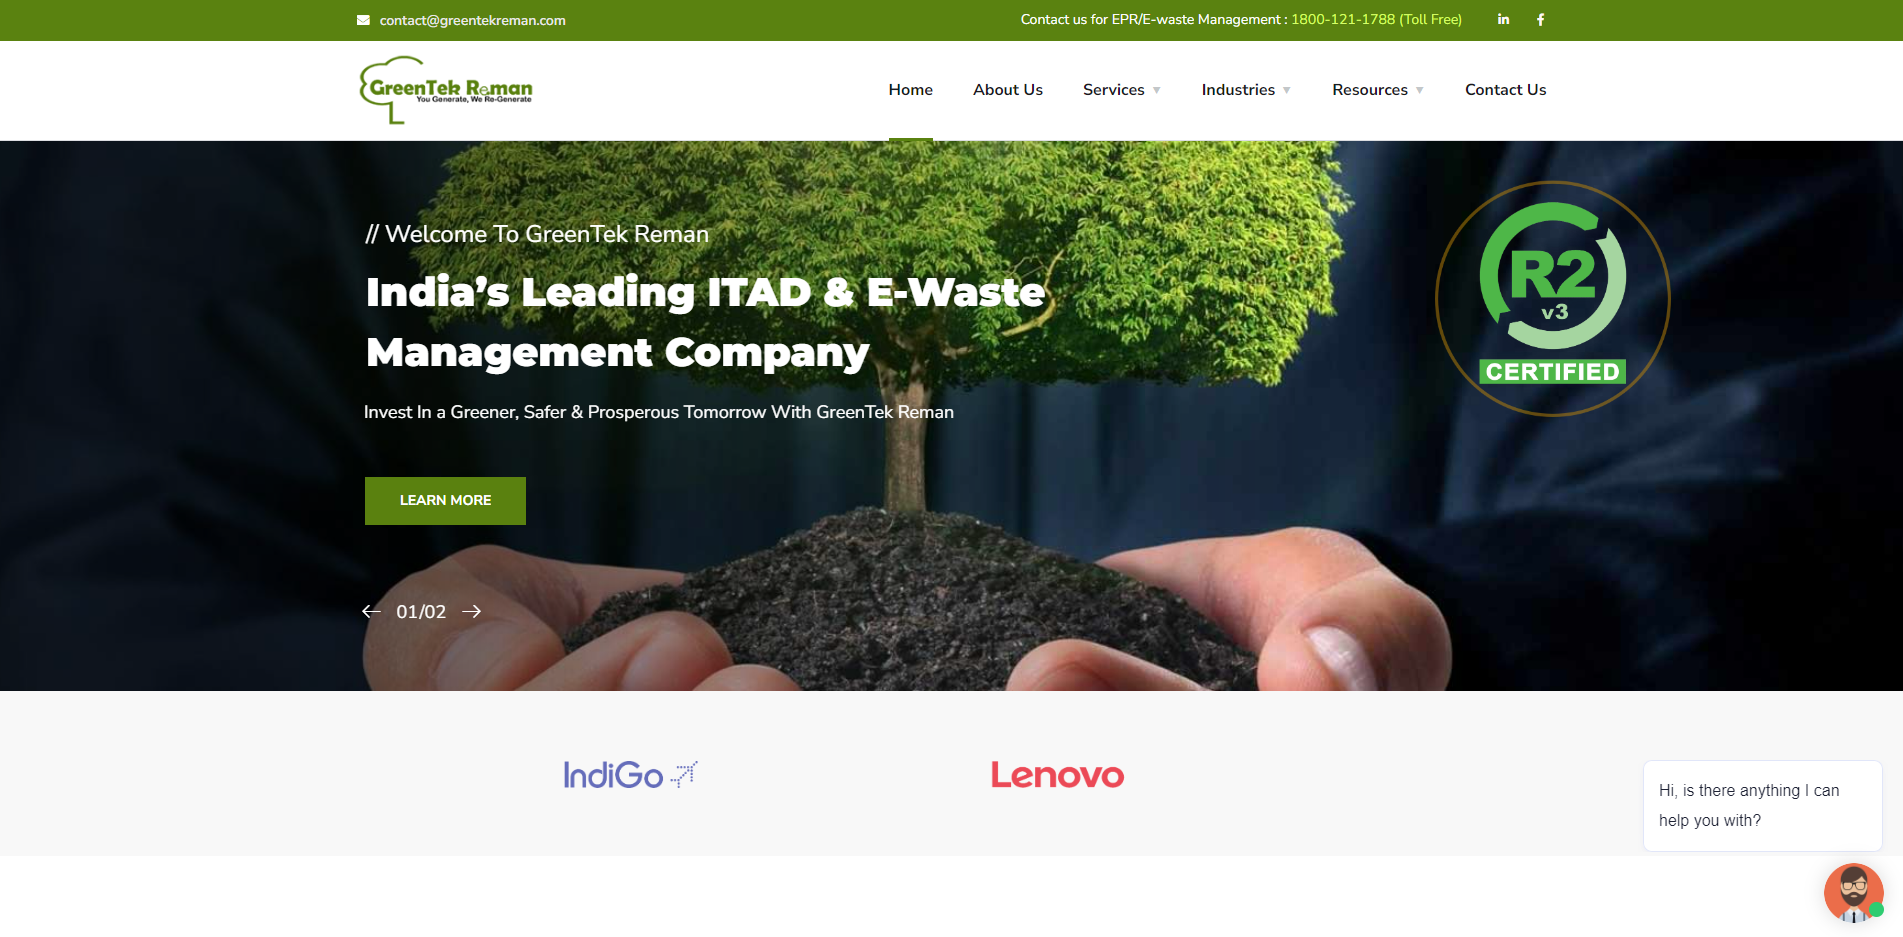 contact@greentekreman.com
Contact us for EPR/E-waste Management : 1800-121-1788 (Toll Free)
GreenTek Reman
You Generate, We Re-Generate
Home
About Us
Services
Industries
Resources
Contact Us
// Welcome To GreenTek Reman
India’s Leading ITAD & E-Waste
Management Company
Invest In a Greener, Safer & Prosperous Tomorrow With GreenTek Reman
LEARN MORE
01/02
R2
v3
CERTIFIED
IndiGo
Lenovo
Hi, is there anything I can
help you with?